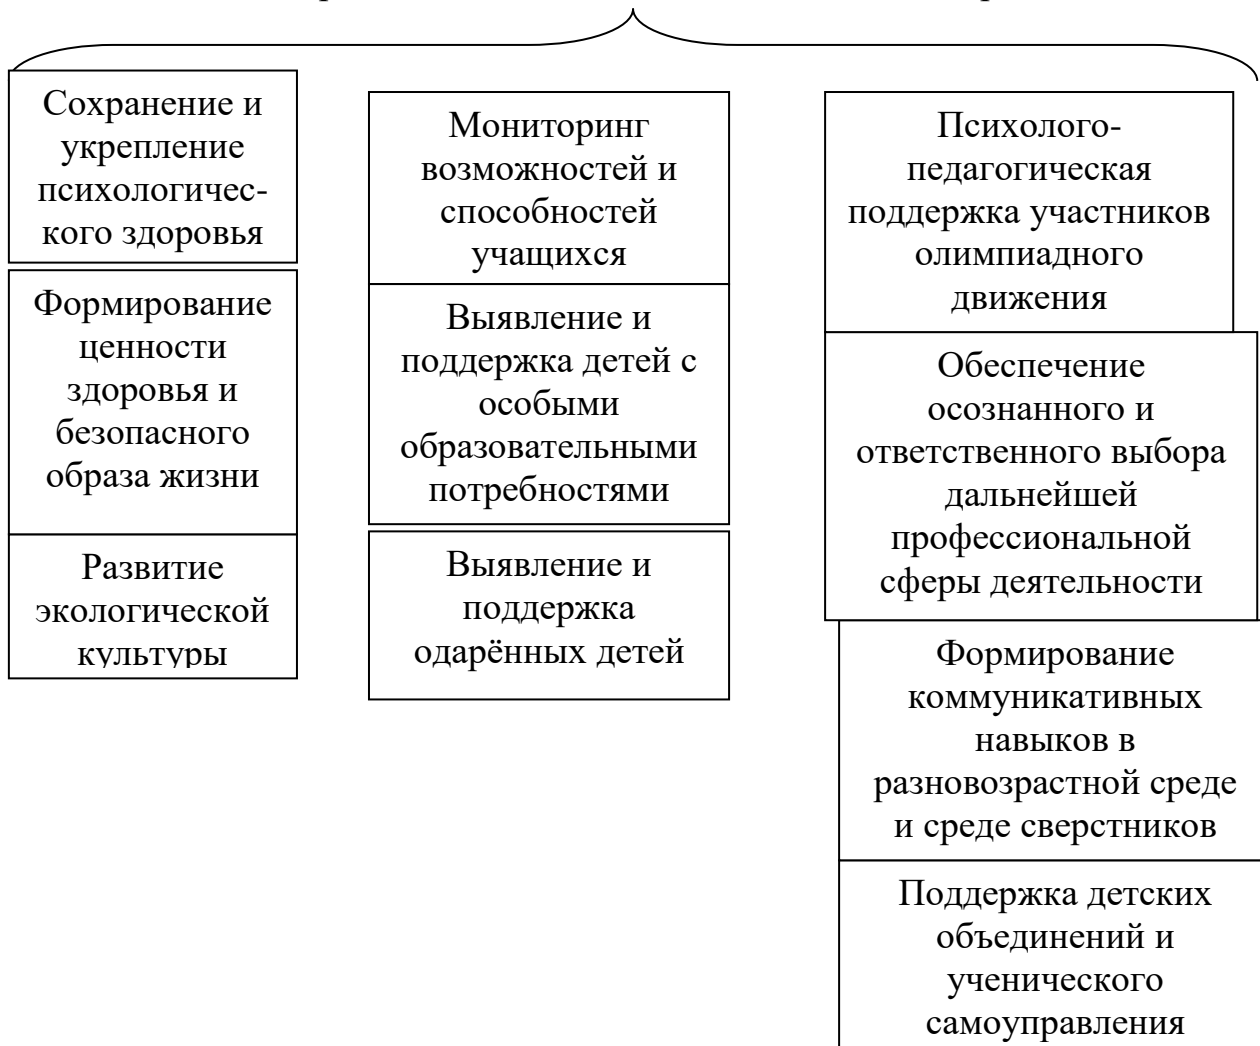 Сохранение и
укрепление
психологичес-
кого здоровья
Формирование
ценности
здоровья и
безопасного
образа жизни
Развитие
экологической
культуры
Мониторинг
возможностей и
способностей
учащихся
Выявление и
поддержка детей с
особыми
образовательными
потребностями
Выявление и
поддержка
одарённых детей
Психолого-
педагогическая
поддержка участников
олимпиадного
движения
Обеспечение
осознанного и
ответственного выбора
дальнейшей
профессиональной
сферы деятельности
Формирование
коммуникативных
навыков в
разновозрастной среде
и среде сверстников
Поддержка детских
объединений и
ученического
самоуправления